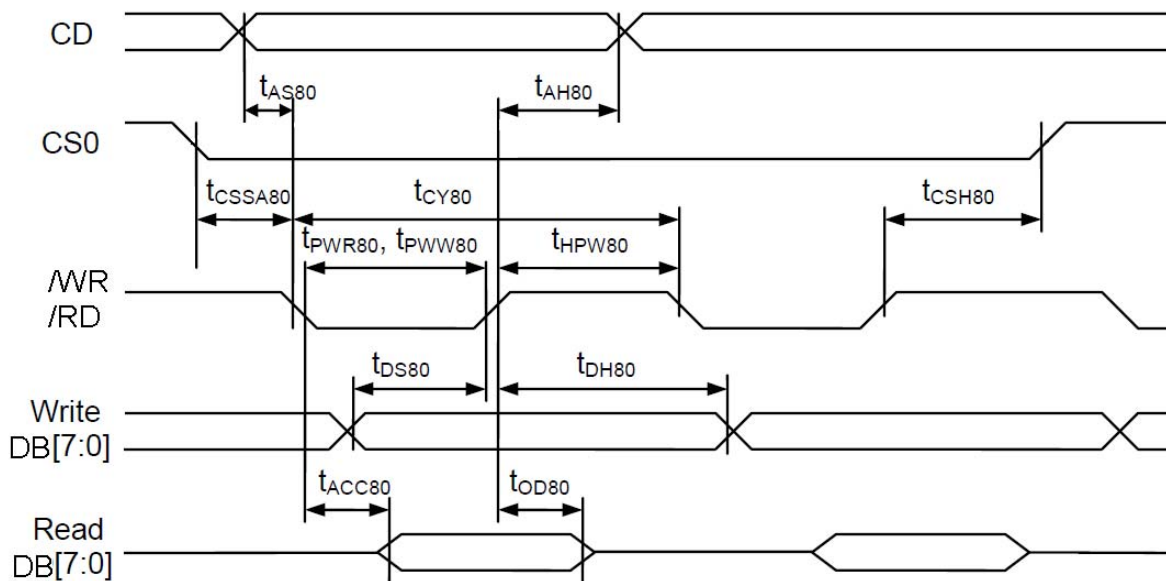 CD
tAS80
tAH80
CS0
tCSSA80
tCY80
tCSH80
tPWR80, tPWW80
tHPW80
/WR
/RD
tDS80
tDH80
Write
DB[7:0]
tACC80
tOD80
Read
DB[7:0]